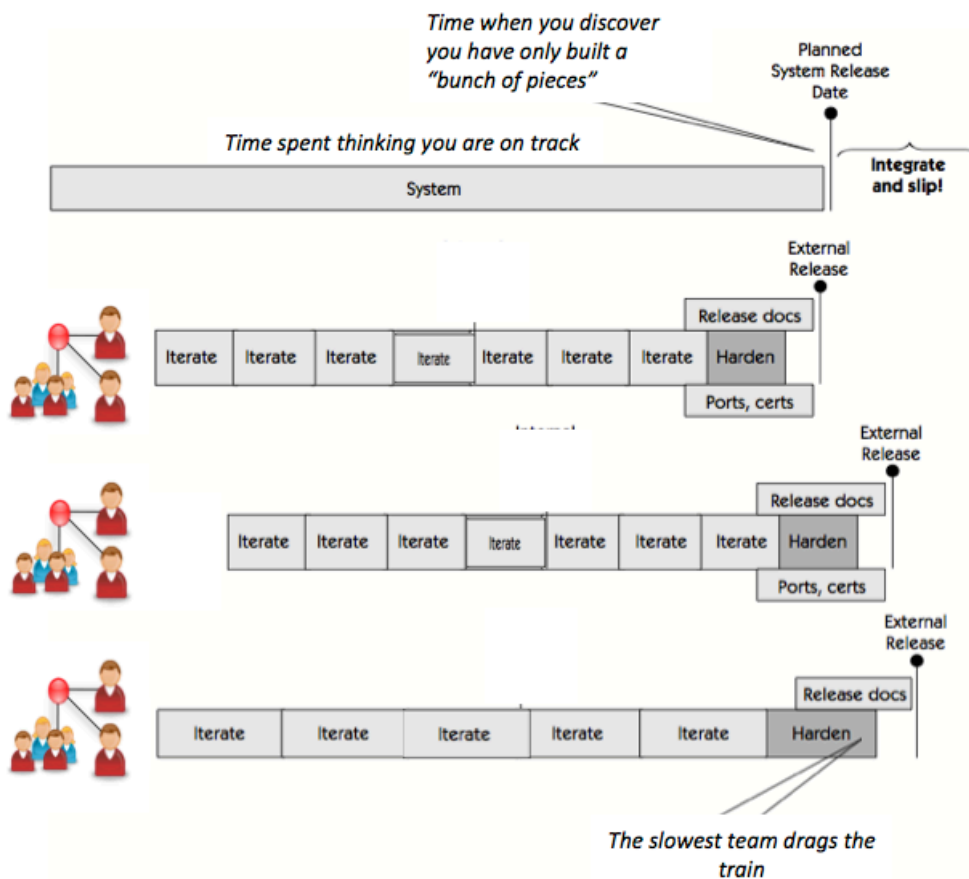 Time when you discover
you have only built a
“bunch of pieces”
Planned
System Release
Date
Time spent thinking you are on track
Integrate
and slip!
System
External
Release
Release docs
Iterate
Iterate
Iterate
Iterate
Iterate
Iterate
Iterate
Harden
Ports, certs
External
Release
Release docs
Iterate
Iterate
Iterate
Iterate
Iterate
Iterate
Iterate
Harden
Ports, certs
External
Release
Release docs
Iterate
Iterate
Iterate
Iterate
Iterate
Harden
The slowest team drags the
train